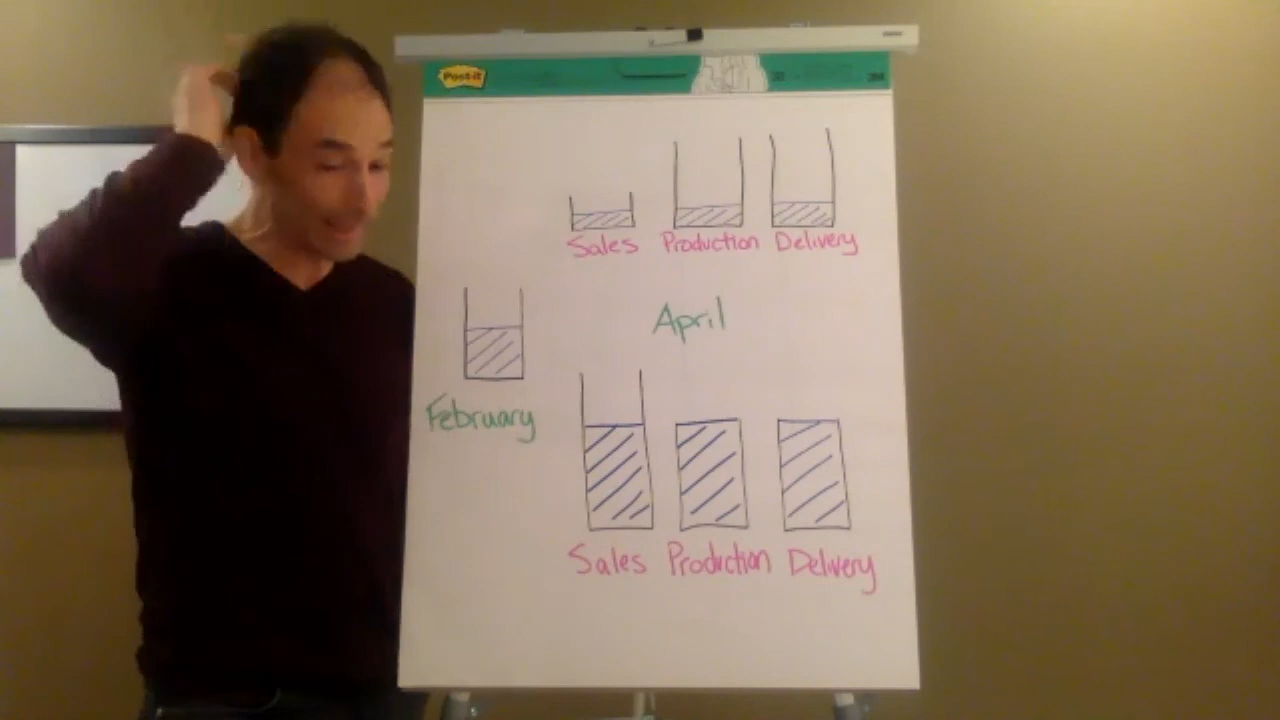 Post-it
Sales Production Delivery
April
February
Sales Production Delivery